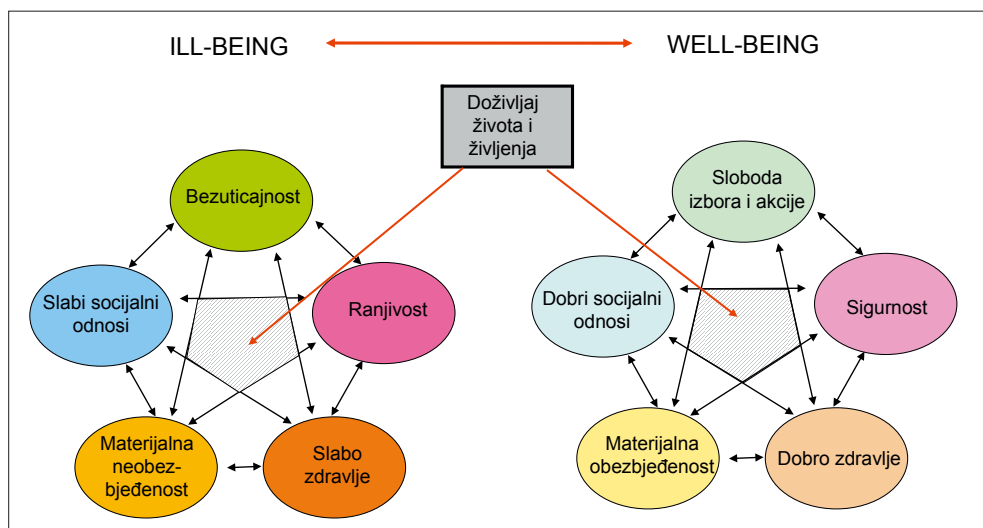 ILL-BEING
WELL-BEING
Doživljaj
života i
življenja
Bezuticajnost
Slabi socijalni
odnosi
Ranjivost
Materijalna
neobez-
bjeđenost
Slabo
zdravlje
Sloboda
izbora i akcije
Dobri socijalni
odnosi
Sigurnost
Materijalna
obezbjeđenost
Dobro zdravlje